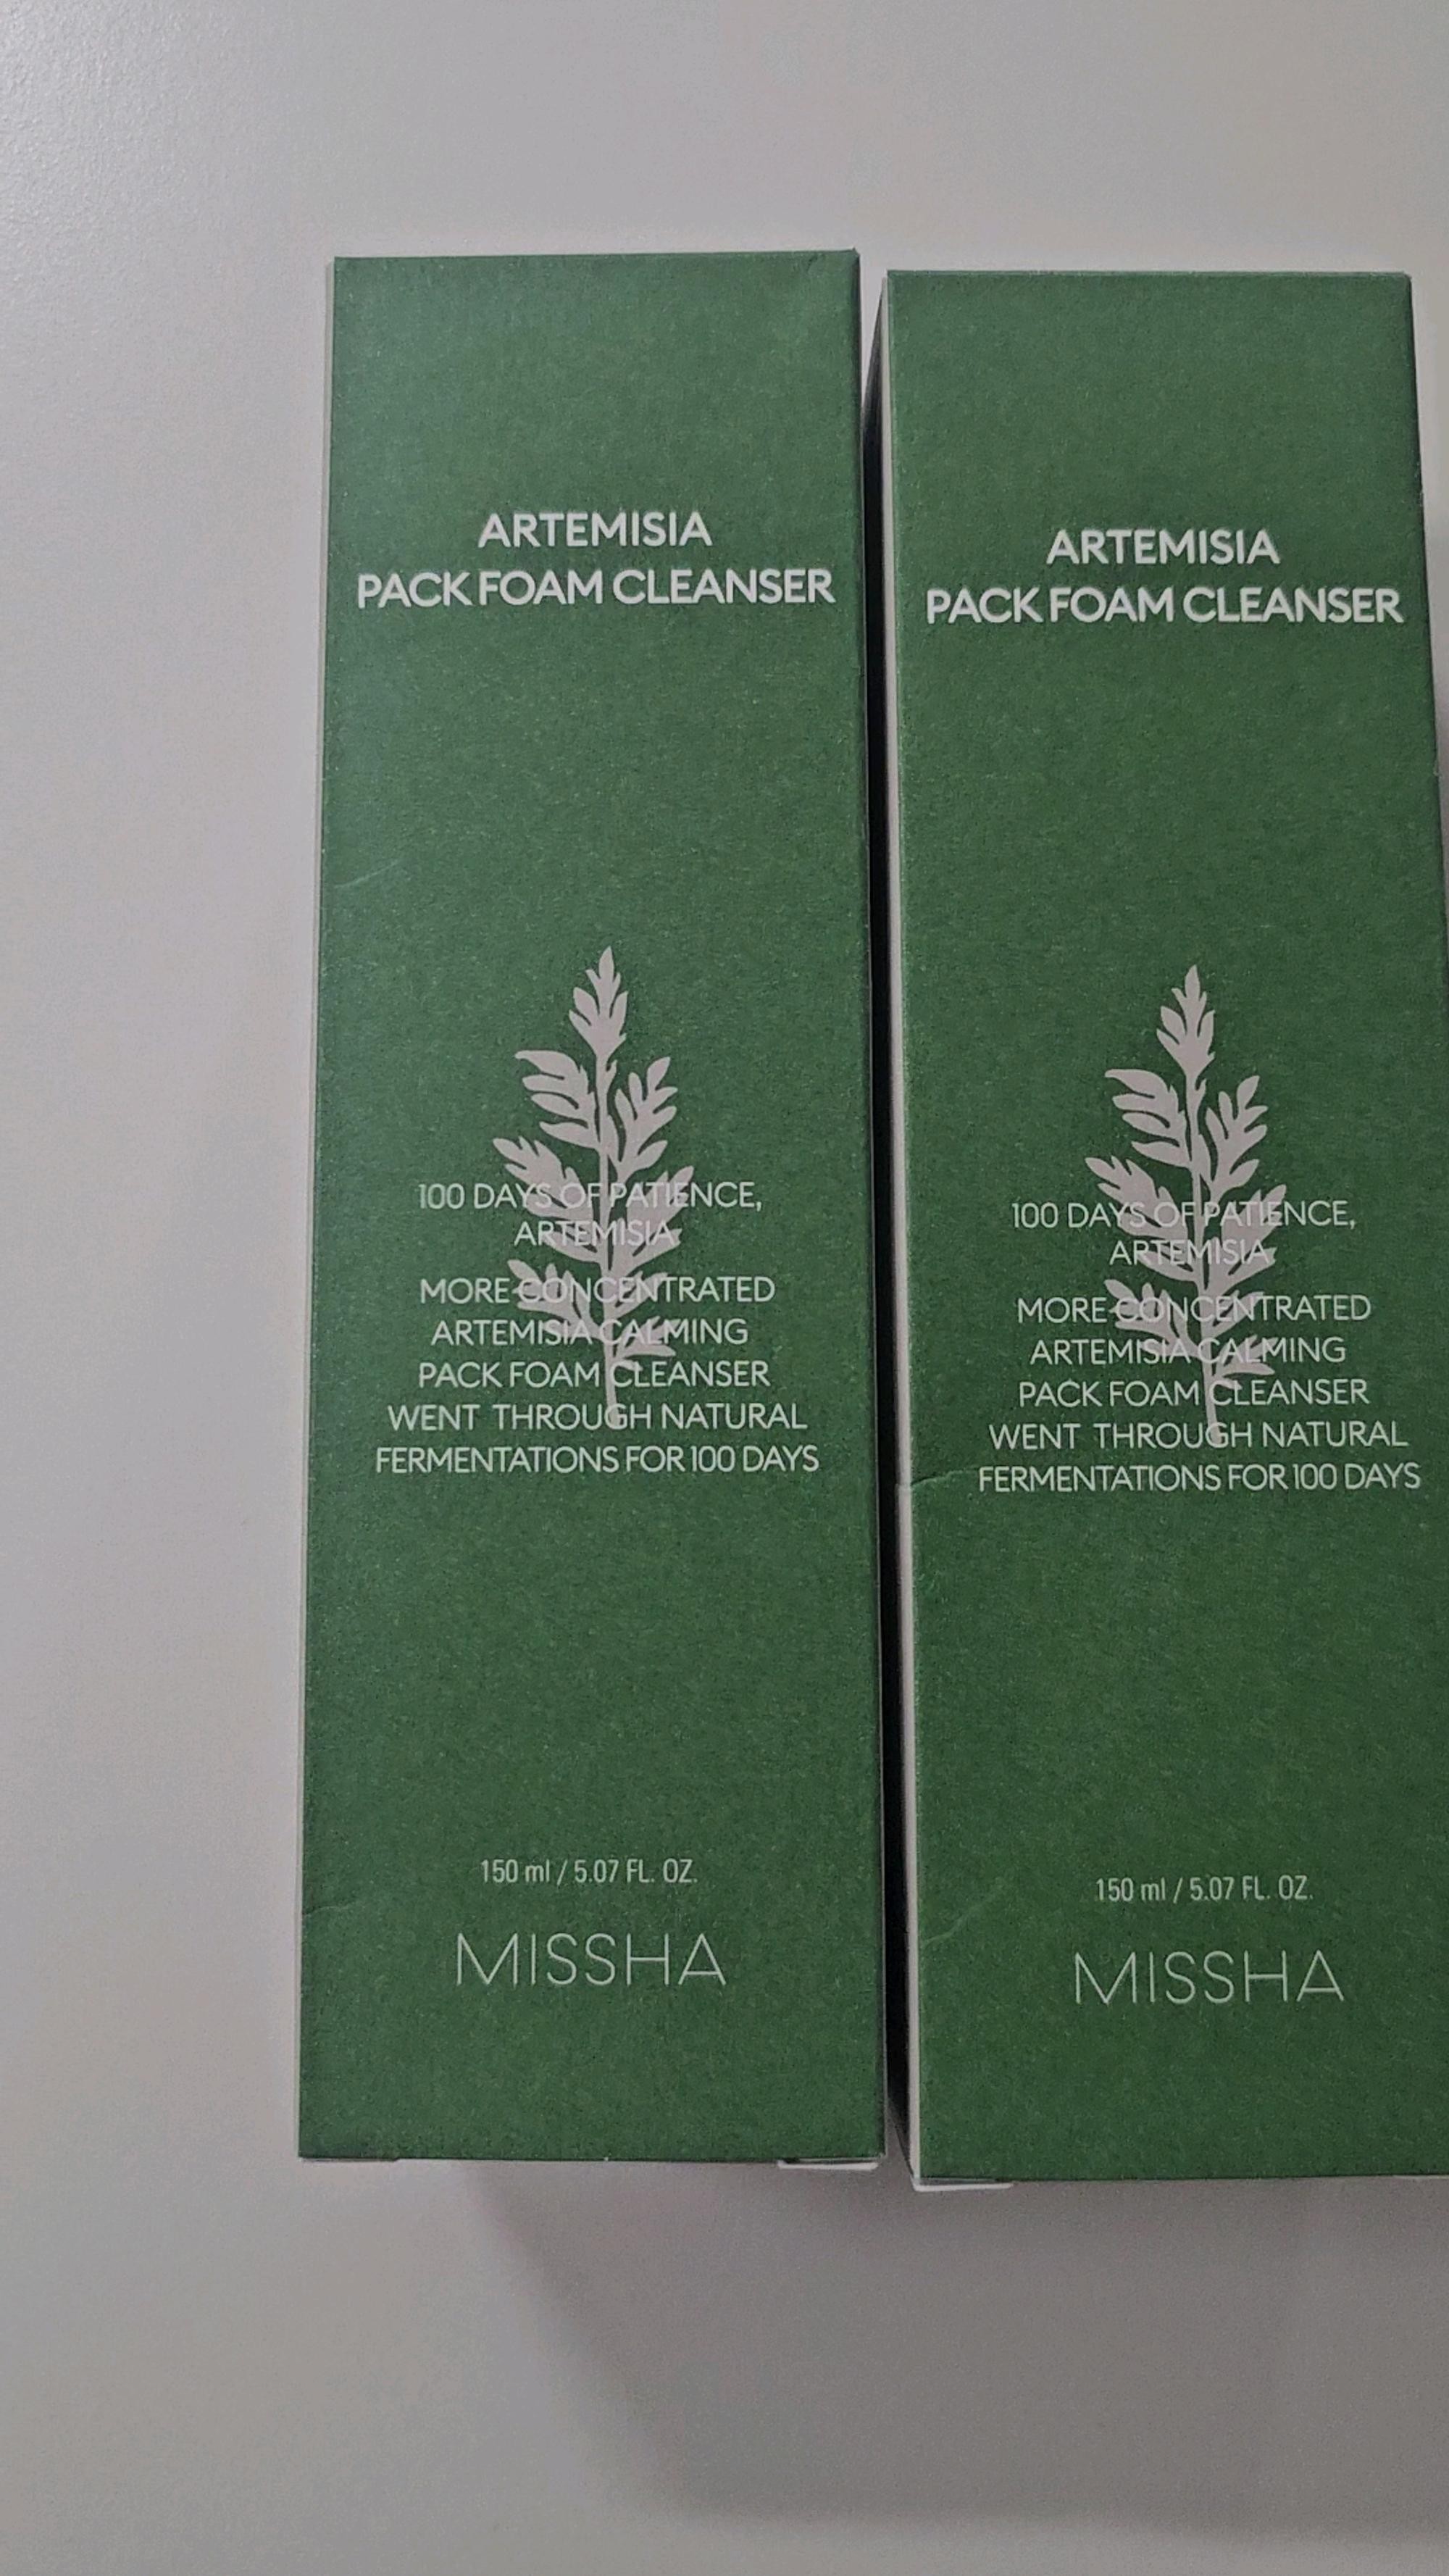 ARTEMISIA
PACK FOAM CLEANSER
100 DAYS OF PATIENCE,
ARTEMISIA
MORE CONCENTRATED
ARTEMISIA CALMING
PACK FOAM CLEANSER
WENT THROUGH NATURAL
FERMENTATIONS FOR 100 DAYS
150 ml / 5.07 FL. OZ.
MISSHA
ARTEMISIA
PACK FOAM CLEANSER
100 DAYS OF PATIENCE,
ARTEMISIA
MORE CONCENTRATED
ARTEMISIA CALMING
PACK FOAM CLEANSER
WENT THROUGH NATURAL
FERMENTATIONS FOR 100 DAYS
150 ml / 5.07 FL. OZ.
MISSHA